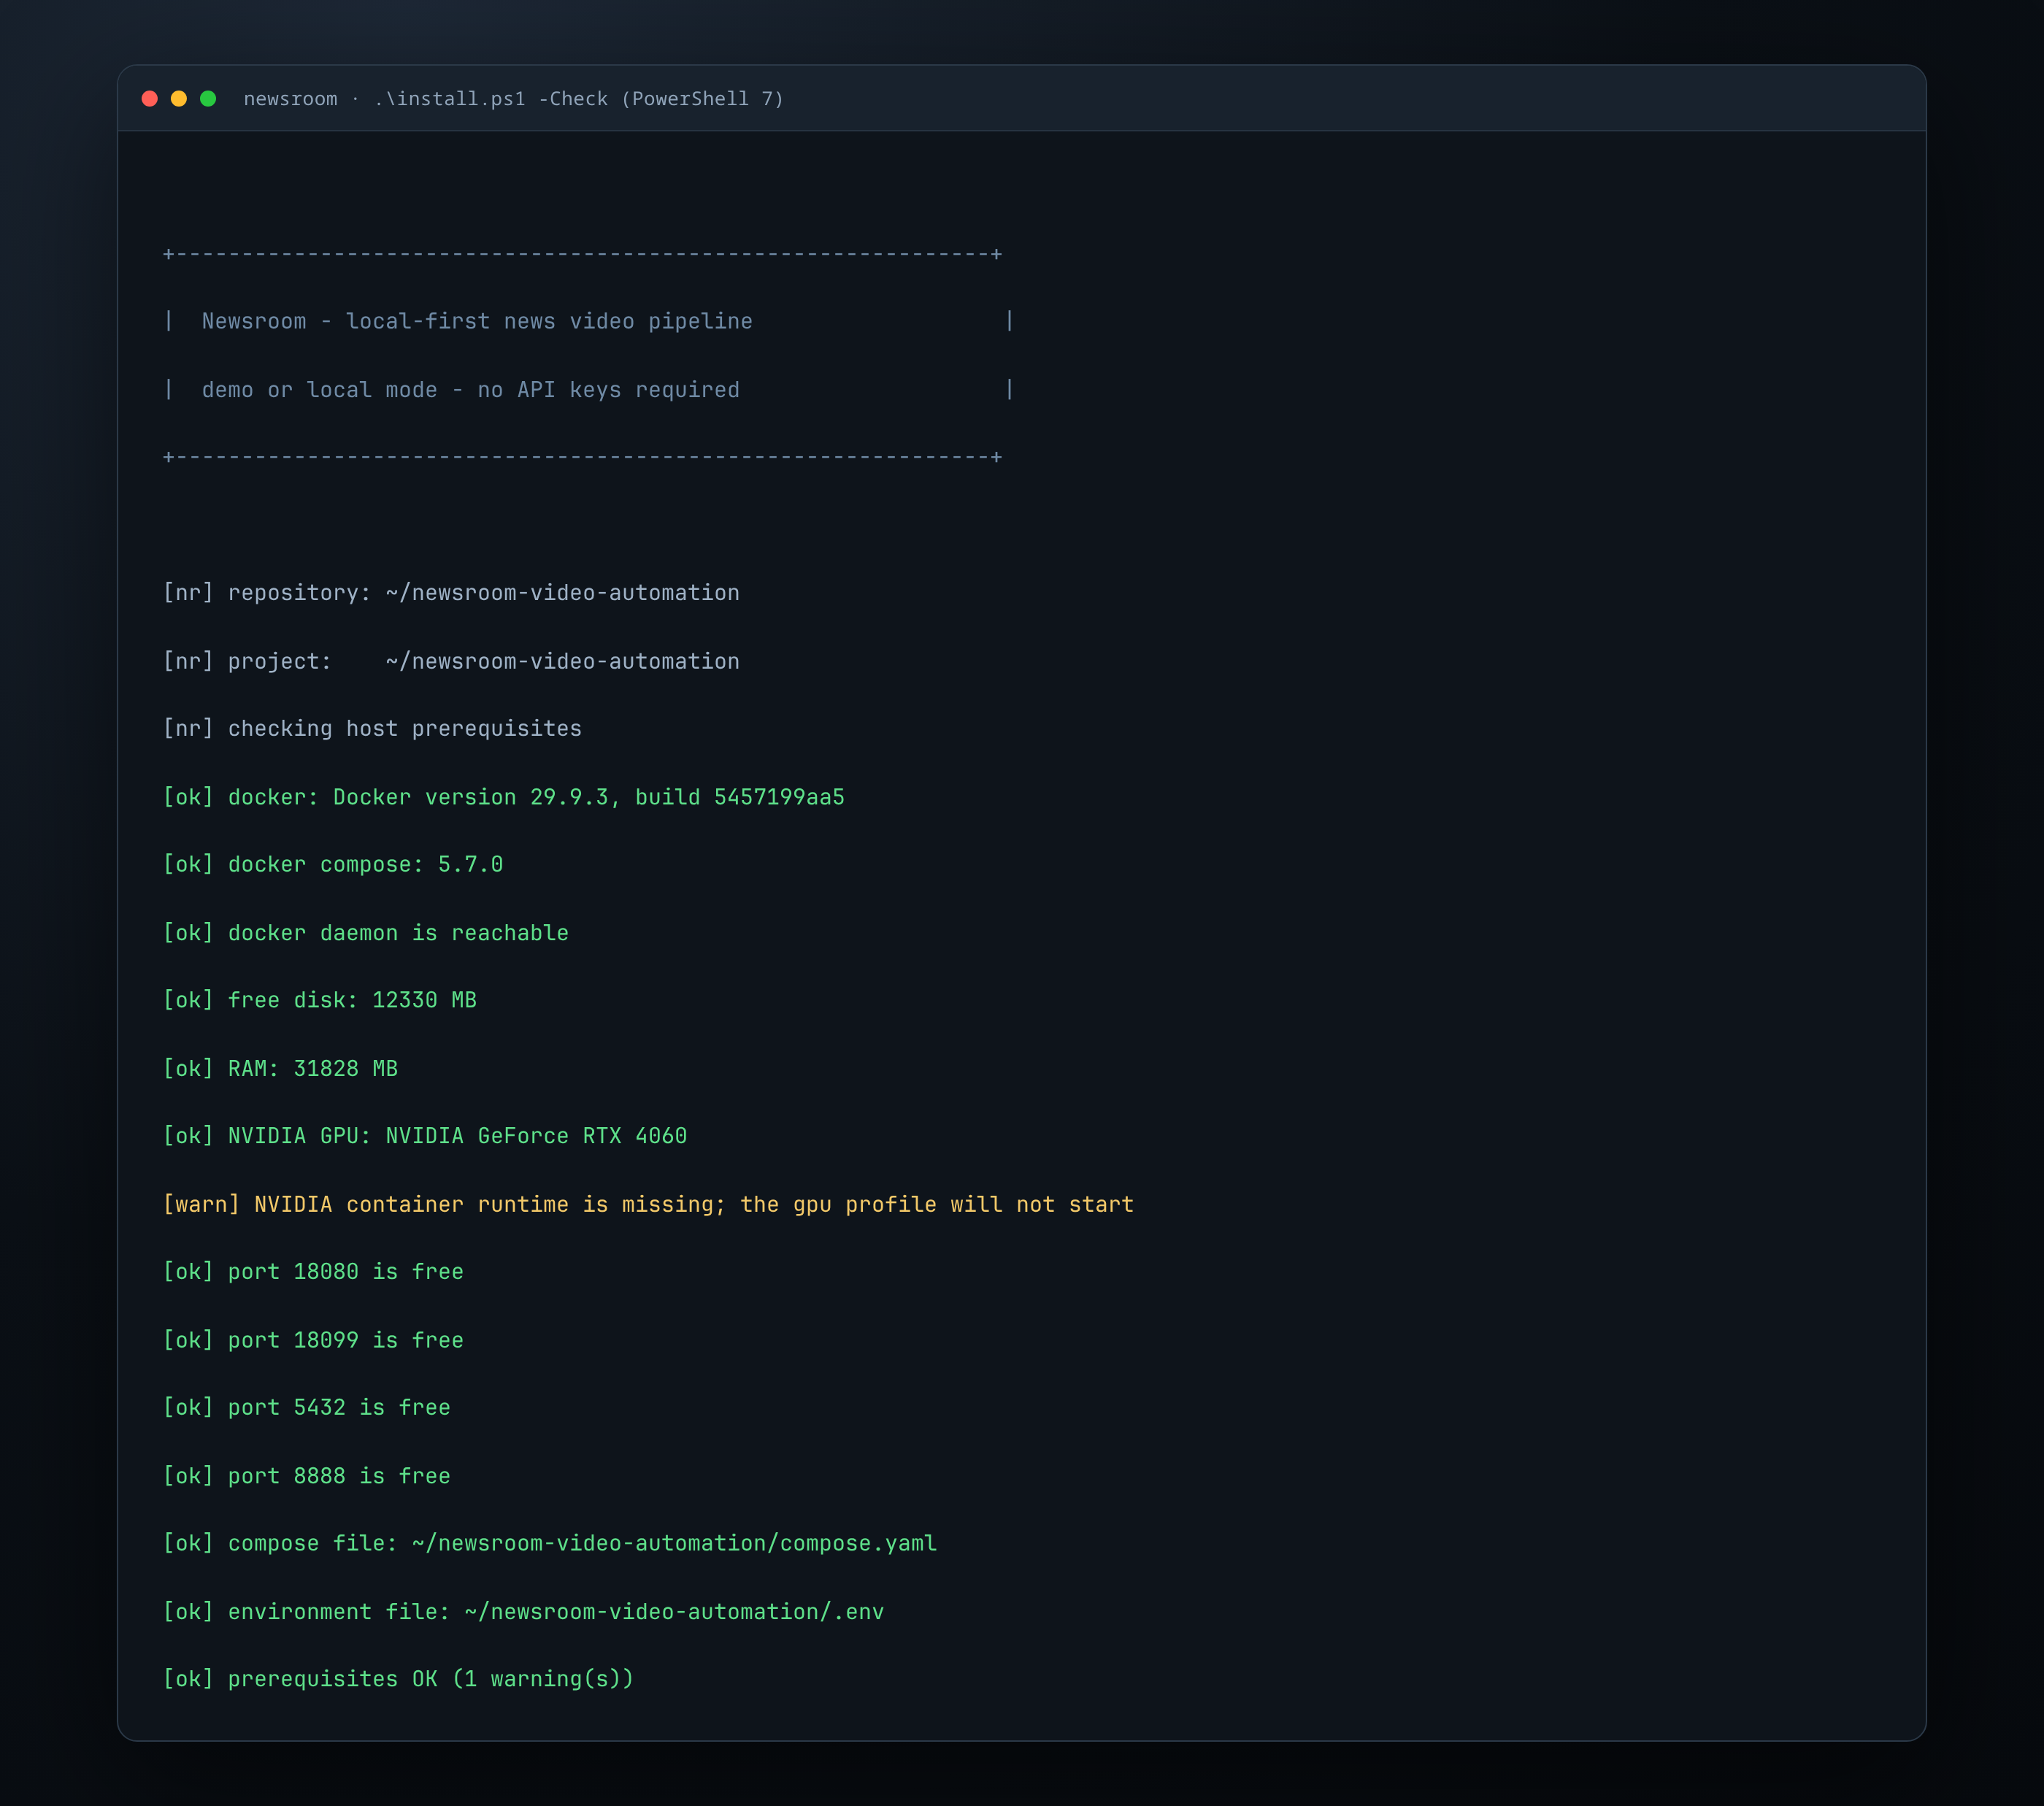 newsroom · .\install.ps1 -Check (PowerShell 7)
+--------------------------------------------------------------+
|  Newsroom - local-first news video pipeline                   |
|  demo or local mode - no API keys required                    |
+--------------------------------------------------------------+
[nr] repository: ~/newsroom-video-automation
[nr] project:    ~/newsroom-video-automation
[nr] checking host prerequisites
[ok] docker: Docker version 29.9.3, build 5457199aa5
[ok] docker compose: 5.7.0
[ok] docker daemon is reachable
[ok] free disk: 12330 MB
[ok] RAM: 31828 MB
[ok] NVIDIA GPU: NVIDIA GeForce RTX 4060
[warn] NVIDIA container runtime is missing; the gpu profile will not start
[ok] port 18080 is free
[ok] port 18099 is free
[ok] port 5432 is free
[ok] port 8888 is free
[ok] compose file: ~/newsroom-video-automation/compose.yaml
[ok] environment file: ~/newsroom-video-automation/.env
[ok] prerequisites OK (1 warning(s))